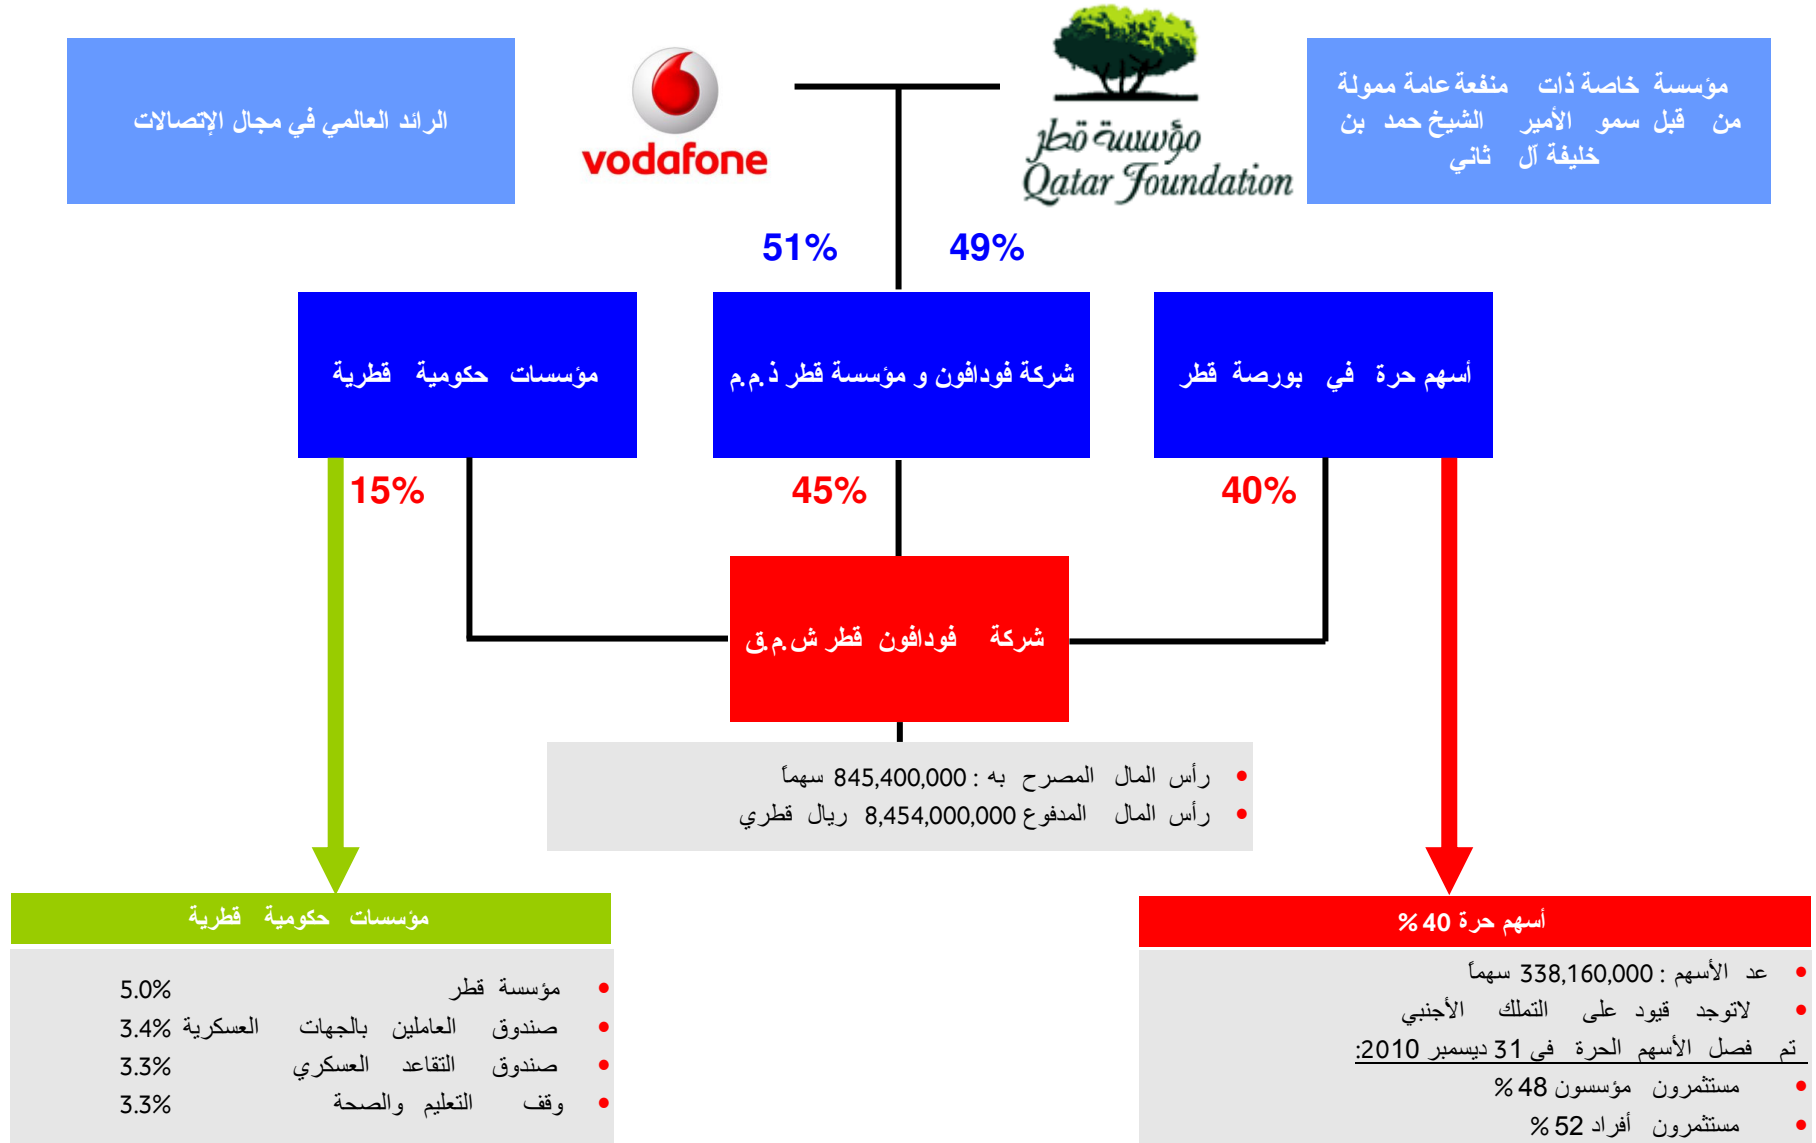 مؤسسة خاصة ذات منفعة عامة ممولة
من قبل سمو الأمير الشيخ حمد بن
خليفة آل ثاني
مؤسسة قطر
Qatar Foundation
vodafone
الرائد العالمي في مجال الإتصالات
51%
49%
أسهم حرة في بورصة قطر
شركة فودافون و مؤسسة قطر ذ.م.م
مؤسسات حكومية قطرية
40%
45%
15%
شركة فودافون قطر ش.م.ق
• رأس المال المصرح به : 845,400,000 سهماً
• رأس المال المدفوع 8,454,000,000 ريال قطري
أسهم حرة 40 %
• عد الأسهم : 338,160,000 سهماً
• لاتوجد قيود على التملك الأجنبي
تم فصل الأسهم الحرة في 31 ديسمبر 2010:
• مستثمرون مؤسسون 48 %
• مستثمرون أفراد 52 %
مؤسسات حكومية قطرية
• مؤسسة قطر 5.0%
• صندوق العاملين بالجهات العسكرية 3.4%
• صندوق التقاعد العسكري 3.3%
• وقف التعليم والصحة 3.3%